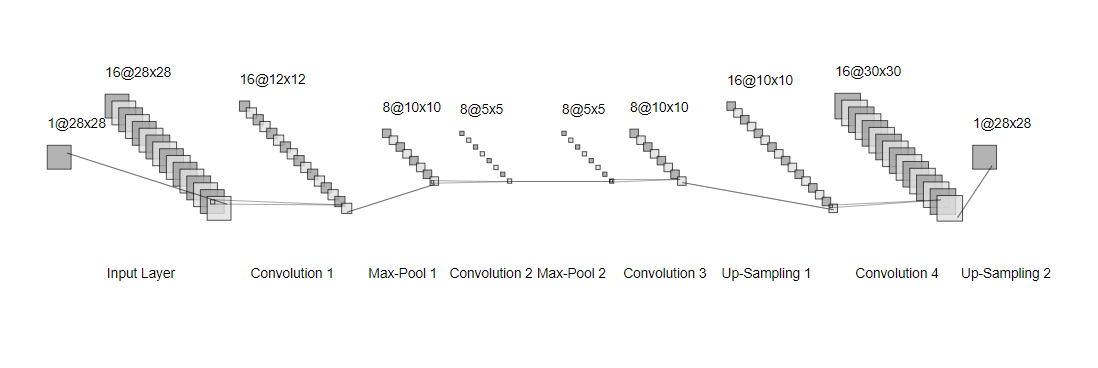 16@28x28
16@12x12
16@10x10
16@30x30
8@10x10
8@5x5
8@5x5
8@10x10
1@28x28
1@28x28
Input Layer
Convolution 1
Max-Pool 1
Convolution 2
Max-Pool 2
Convolution 3
Up-Sampling 1
Convolution 4
Up-Sampling 2